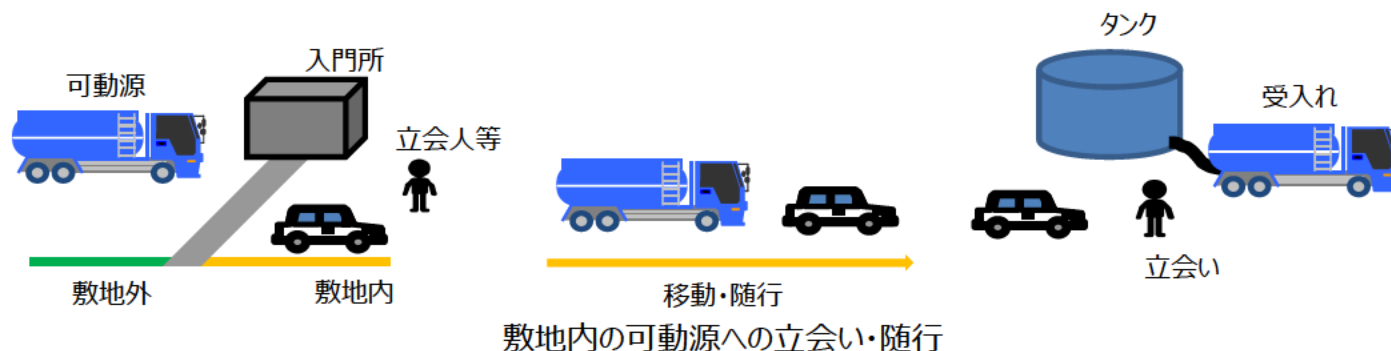 可動源
入門所
立会人等
敷地外
敷地内
移動・随行
タンク
受入れ
立会い
敷地内の可動源への立会い・随行